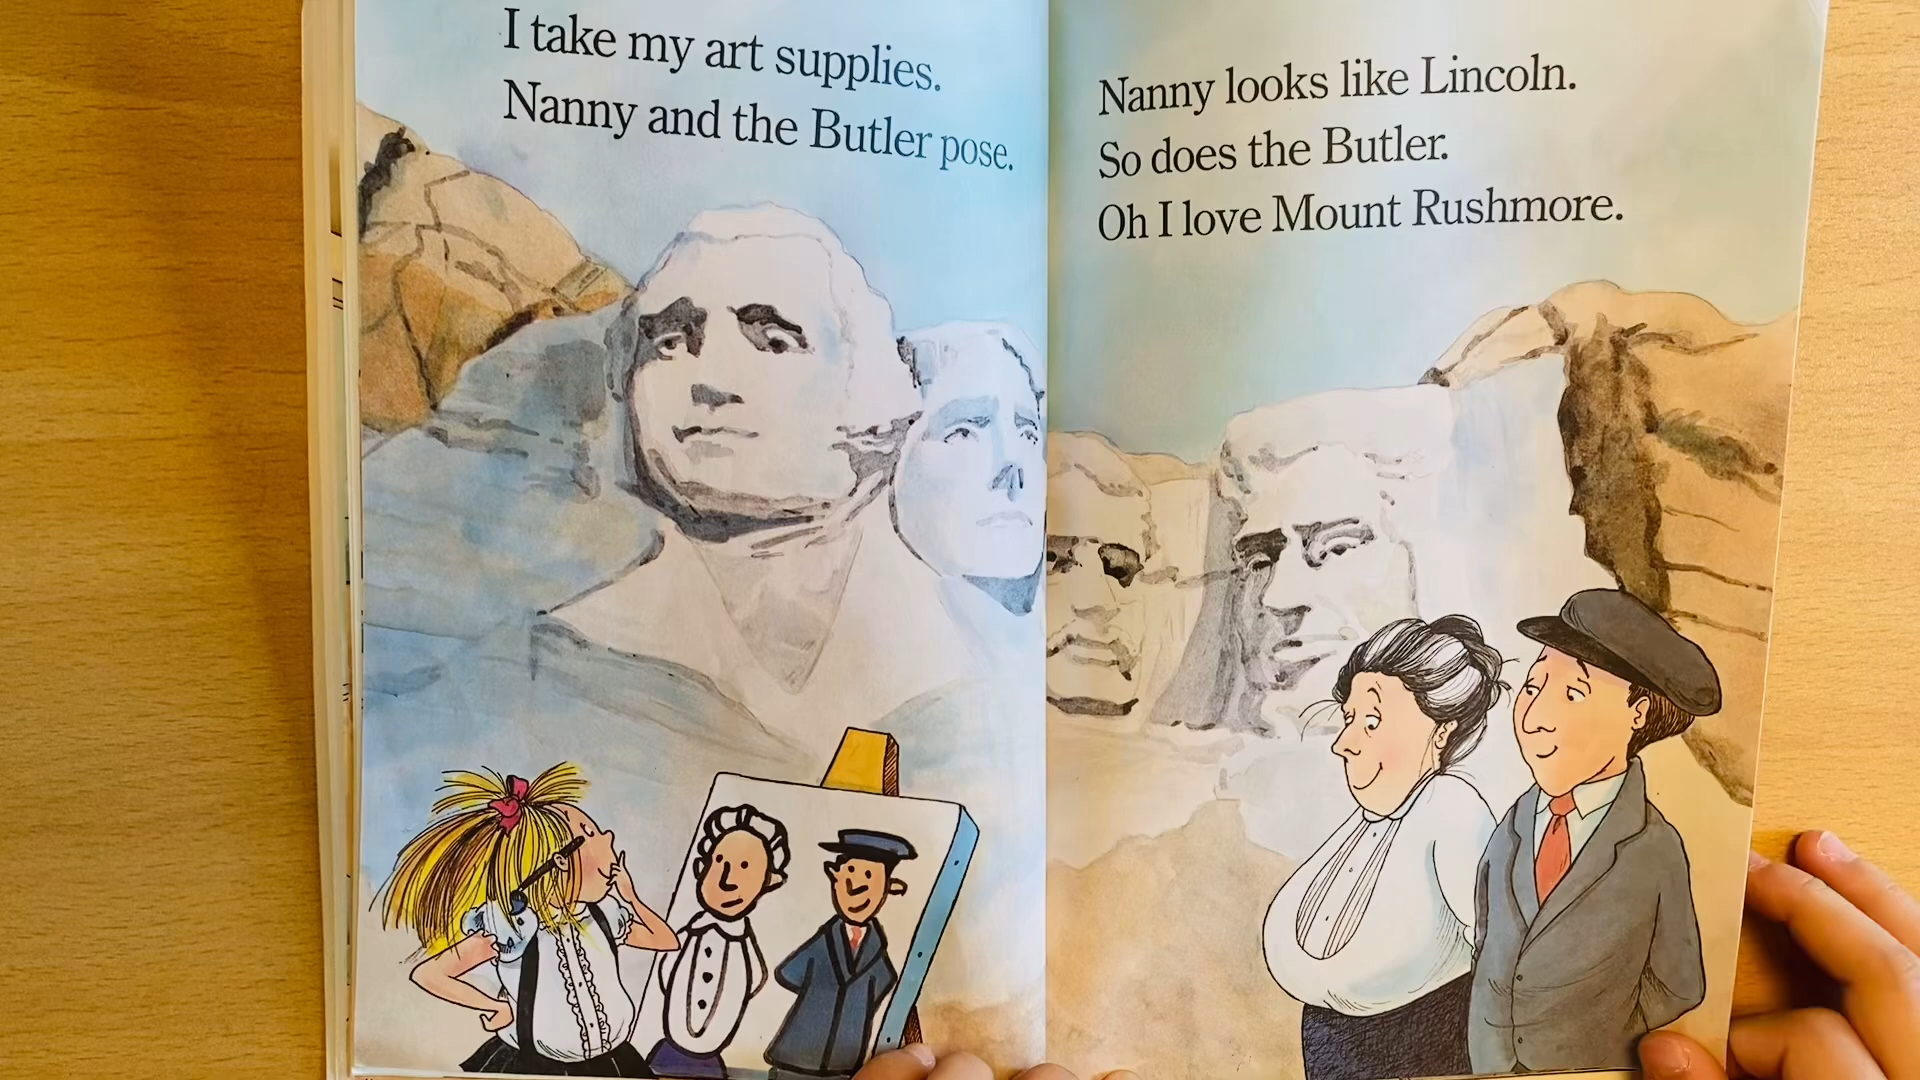 I take my art supplies.
Nanny and the Butler pose.
Nanny looks like Lincoln.
So does the Butler.
Oh I love Mount Rushmore.